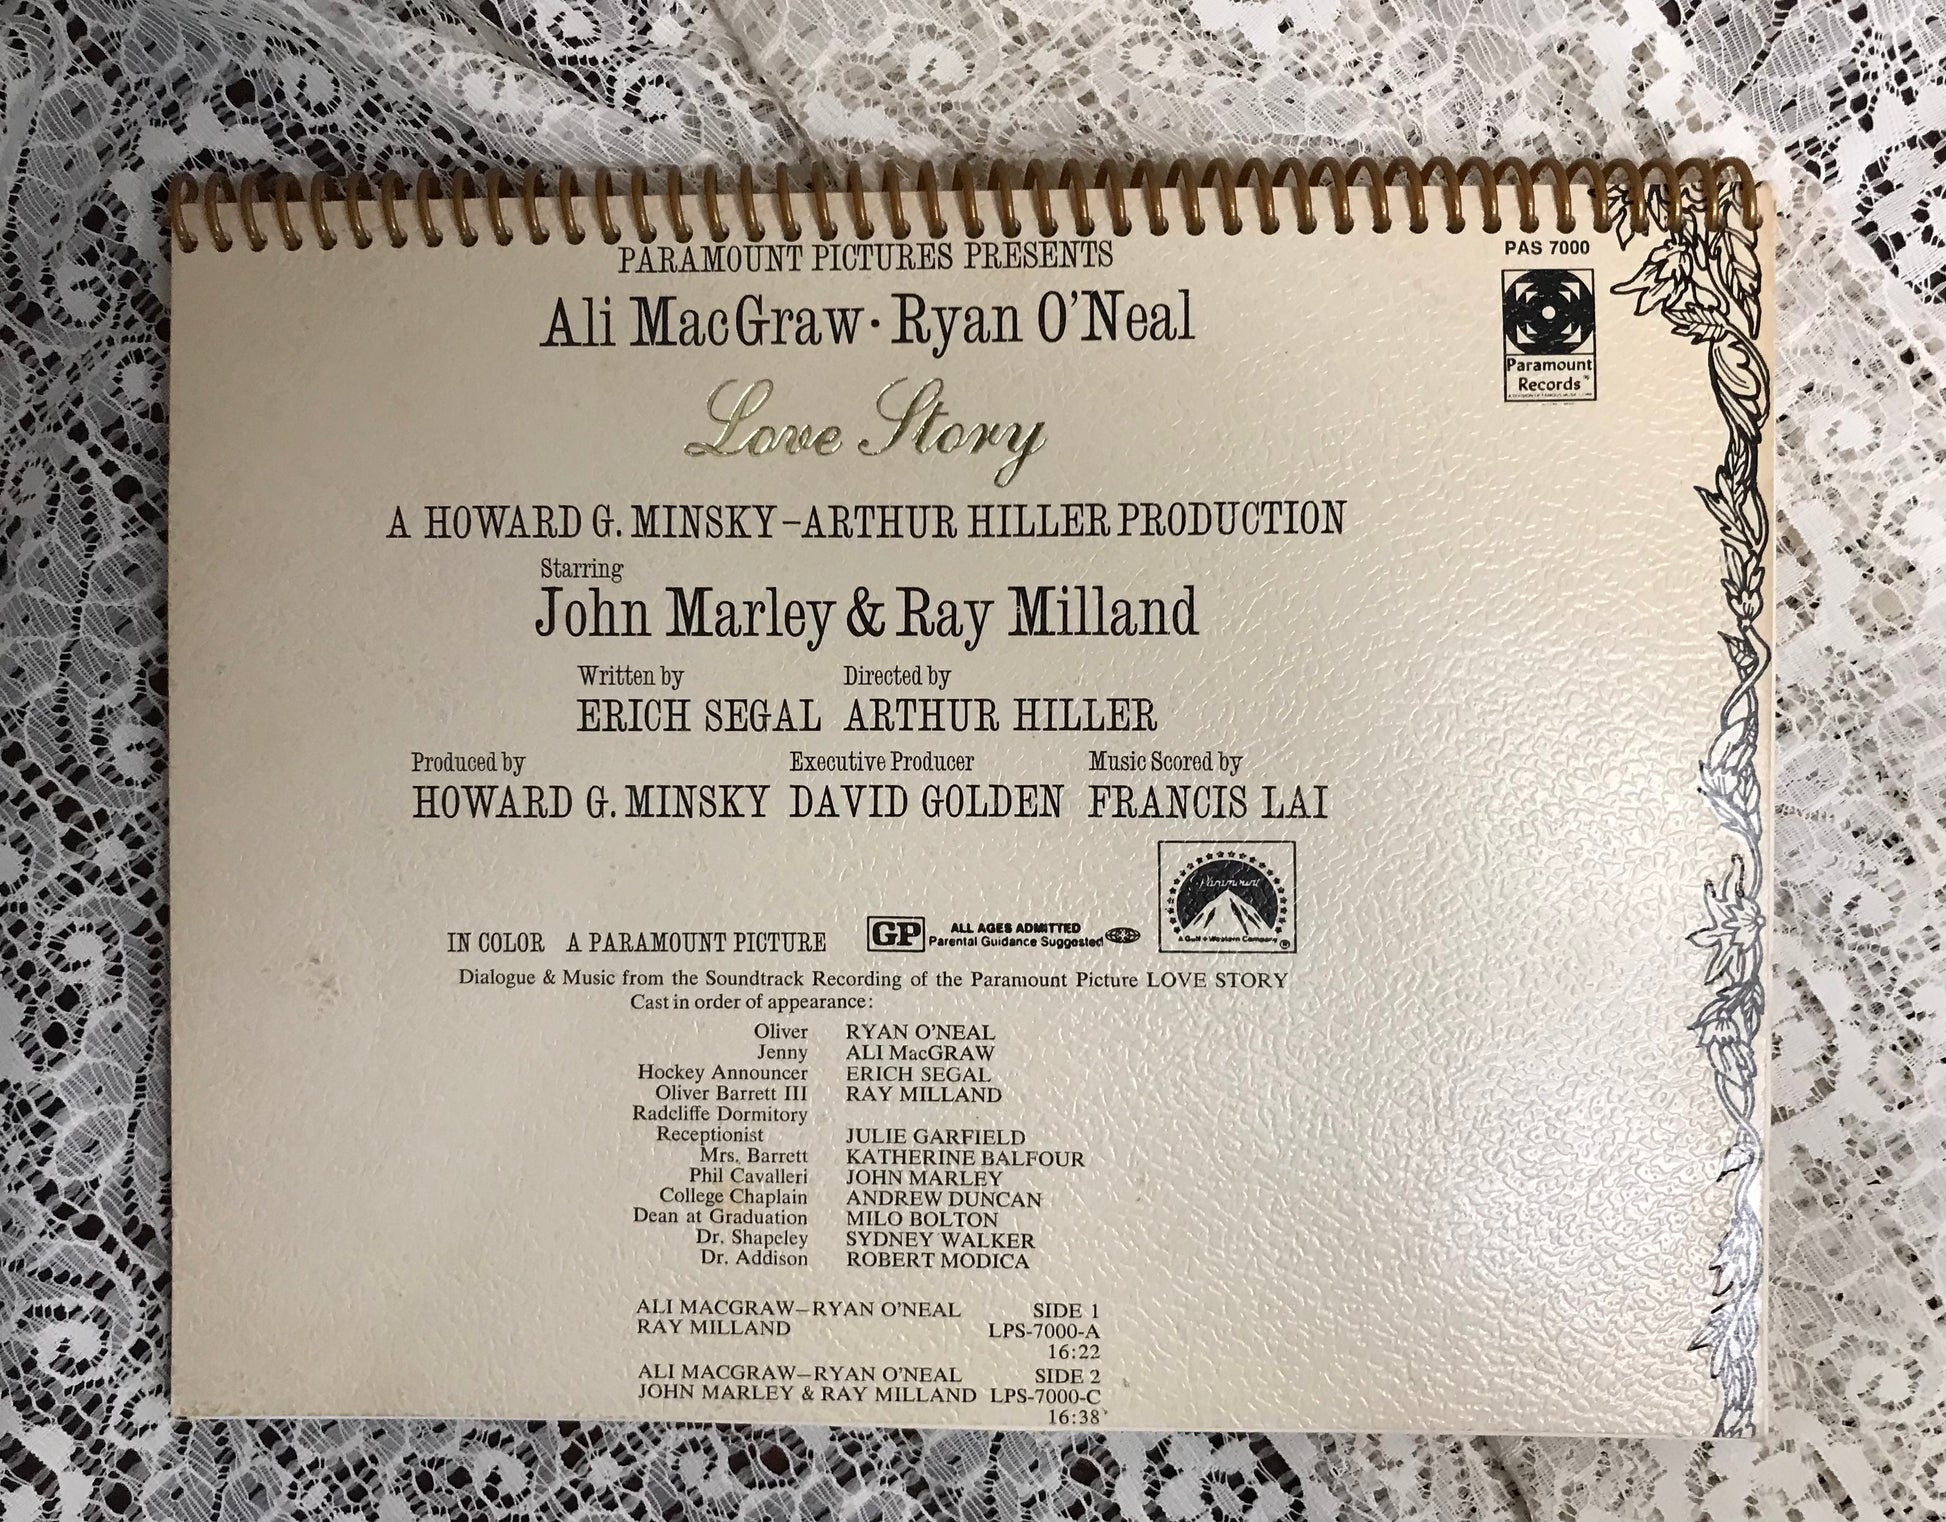 PARAMOUNT PICTURES PRESENTS
PAS 7000
Ali MacGraw · Ryan O'Neal
Paramount
Records
Love Story
A HOWARD G. MINSKY–ARTHUR HILLER PRODUCTION
Starring
John Marley & Ray Milland
Written by Directed by
ERICH SEGAL ARTHUR HILLER
Produced by Executive Producer Music Scored by
HOWARD G. MINSKY DAVID GOLDEN FRANCIS LAI
Paramount
A Gulf + Western Company
®
IN COLOR A PARAMOUNT PICTURE
GP ALL AGES ADMITTED
Parental Guidance Suggested
Dialogue & Music from the Soundtrack Recording of the Paramount Picture LOVE STORY
Cast in order of appearance:
Oliver RYAN O'NEAL
Jenny ALI MacGRAW
Hockey Announcer ERICH SEGAL
Oliver Barrett III RAY MILLAND
Radcliffe Dormitory
Receptionist JULIE GARFIELD
Mrs. Barrett KATHERINE BALFOUR
Phil Cavalleri JOHN MARLEY
College Chaplain ANDREW DUNCAN
Dean at Graduation MILO BOLTON
Dr. Shapeley SYDNEY WALKER
Dr. Addison ROBERT MODICA
ALI MACGRAW–RYAN O'NEAL SIDE 1
RAY MILLAND LPS-7000-A
16:22
ALI MACGRAW–RYAN O'NEAL SIDE 2
JOHN MARLEY & RAY MILLAND LPS-7000-C
16:38